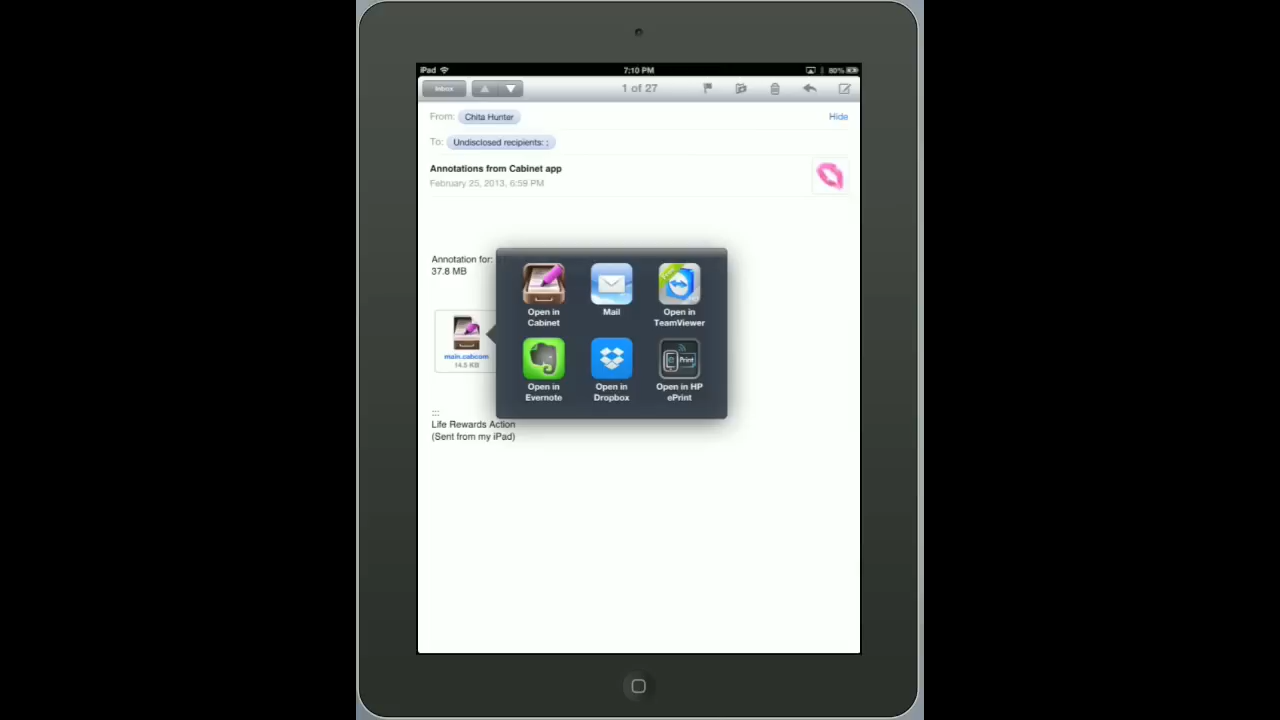 iPad 7:10 PM 80%
Inbox 1 of 27
From: Chita Hunter Hide
To: Undisclosed recipients: ;
Annotations from Cabinet app
February 25, 2013, 6:59 PM
Annotation for:
37.8 MB
main.cabcom
14.5 KB
Open in
Cabinet
Mail
Open in
TeamViewer
Open in
Evernote
Open in
Dropbox
Print
Open in HP
ePrint
:::
Life Rewards Action
(Sent from my iPad)